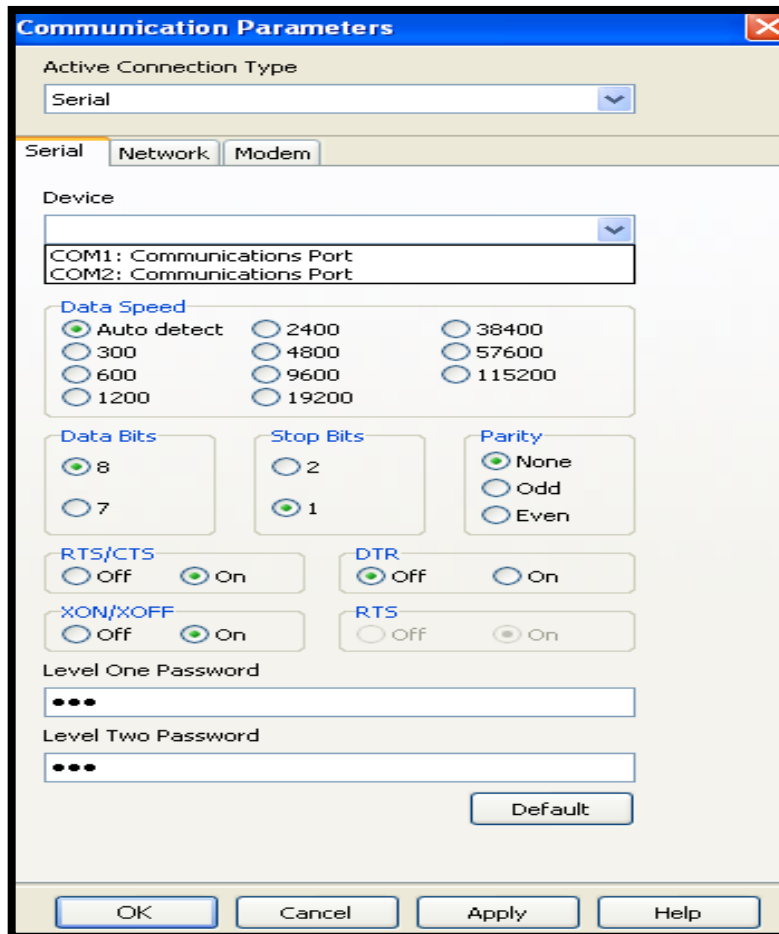 Communication Parameters
Active Connection Type
Serial
Serial Network Modem
Device
COM1: Communications Port
COM2: Communications Port
Data Speed
Auto detect 2400 38400
300 4800 57600
600 9600 115200
1200 19200
Data Bits Stop Bits Parity
8 2 None
Odd
7 1 Even
RTS/CTS DTR
Off On Off On
XON/XOFF RTS
Off On Off On
Level One Password
•••
Level Two Password
•••
Default
OK Cancel Apply Help